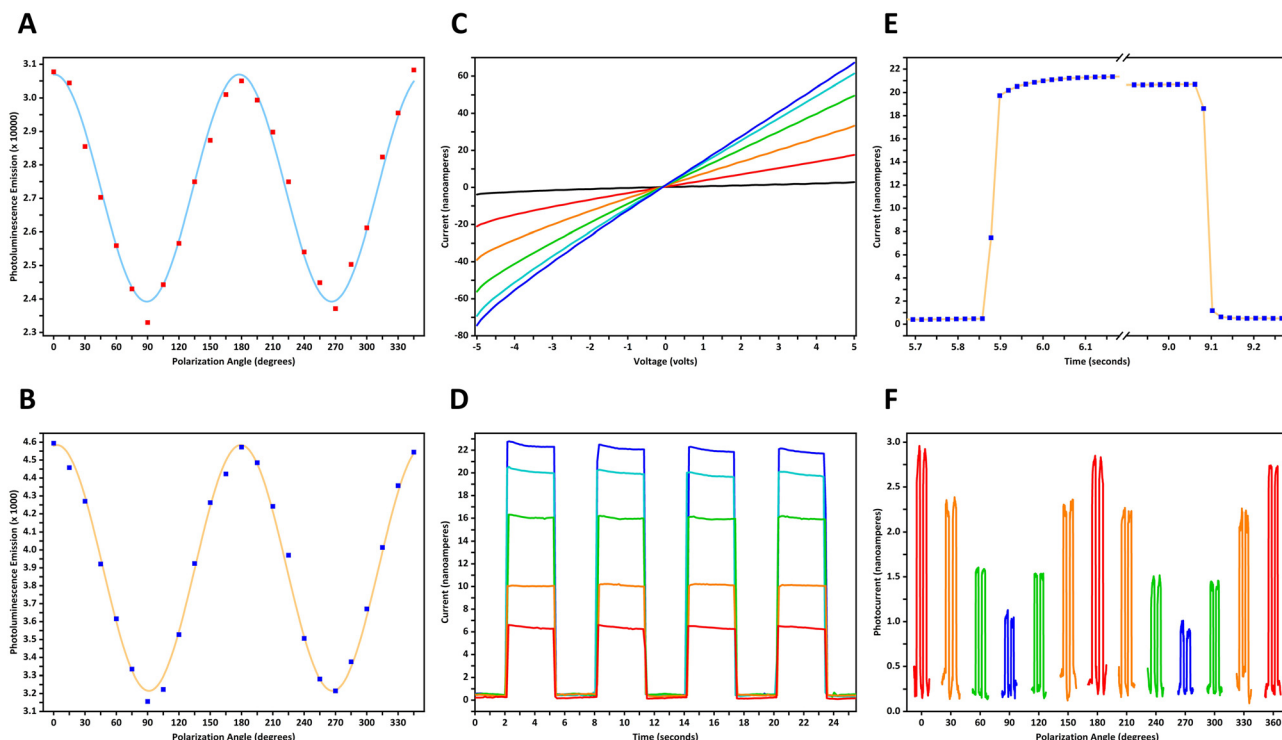 A
3.1
3.0
2.9
2.8
2.7
2.6
2.5
2.4
2.3
Photoluminescence Emission (x 10000)
0 30 60 90 120 150 180 210 240 270 300 330
Polarization Angle (degrees)
C
60
40
20
0
-20
-40
-60
-80
Current (nanoamperes)
-5 -4 -3 -2 -1 0 1 2 3 4 5
Voltage (volts)
E
22
20
18
16
14
12
10
8
6
4
2
0
Current (nanoamperes)
5.7 5.8 5.9 6.0 6.1 9.0 9.1 9.2
Time (seconds)
B
4.6
4.5
4.4
4.3
4.2
4.1
4.0
3.9
3.8
3.7
3.6
3.5
3.4
3.3
3.2
3.1
Photoluminescence Emission (x 1000)
0 30 60 90 120 150 180 210 240 270 300 330
Polarization Angle (degrees)
D
22
20
18
16
14
12
10
8
6
4
2
0
Current (nanoamperes)
0 2 4 6 8 10 12 14 16 18 20 22 24
Time (seconds)
F
3.0
2.5
2.0
1.5
1.0
0.5
0.0
Photocurrent (nanoamperes)
0 30 60 90 120 150 180 210 240 270 300 330 360
Polarization Angle (degrees)